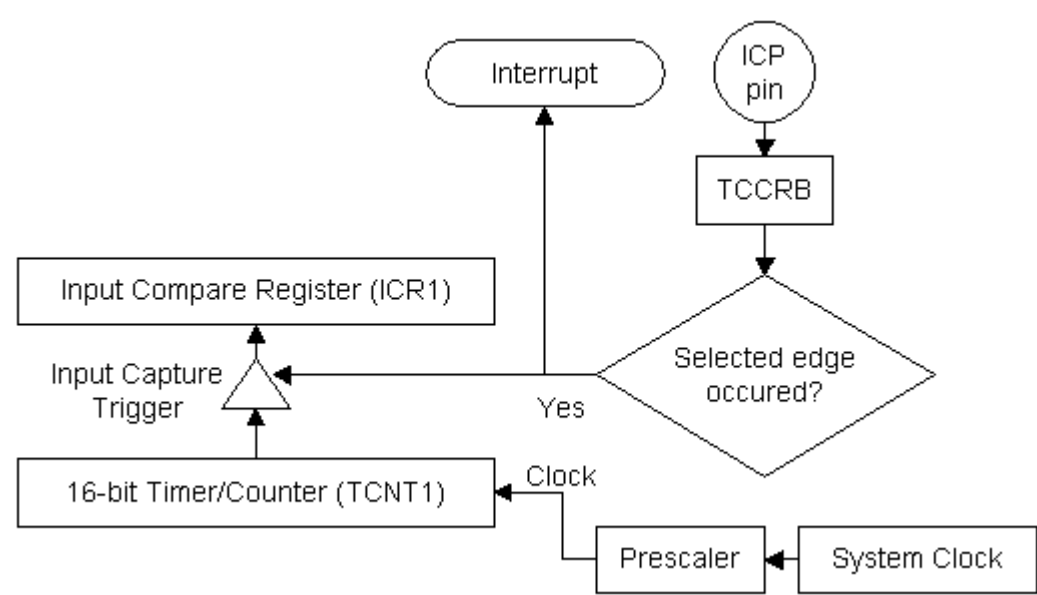 Interrupt
ICP
pin
TCCRB
Input Compare Register (ICR1)
Selected edge
occured?
Input Capture
Trigger
Yes
16-bit Timer/Counter (TCNT1)
Clock
Prescaler
System Clock